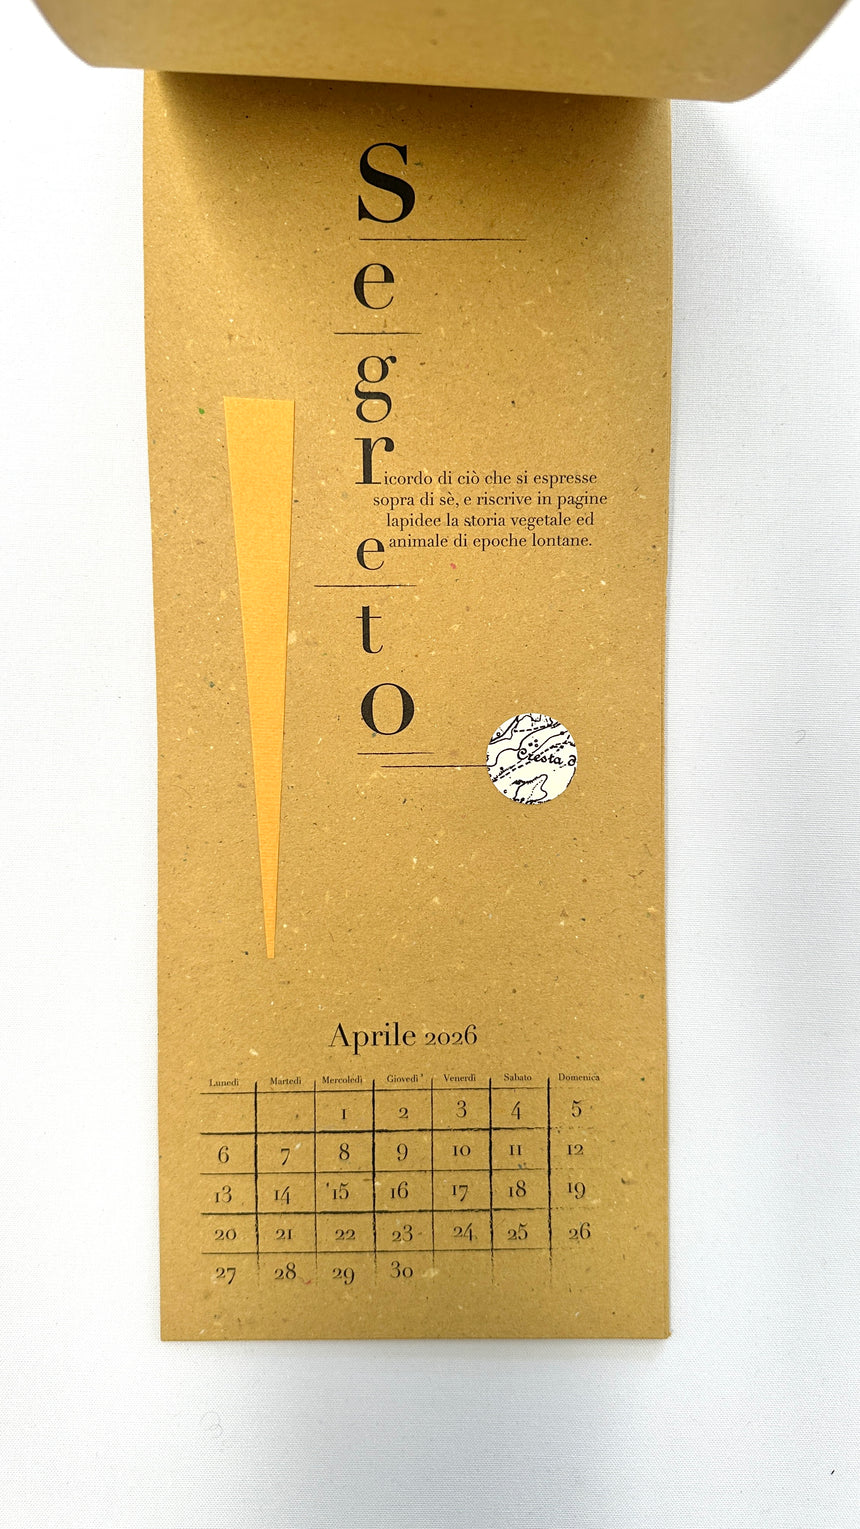 Segreto
ricordo di ciò che si espresse
sopra di sè, e riscrive in pagine
lapidee la storia vegetale ed
animale di epoche lontane.
Cresta
Aprile 2026
Lunedì Martedì Mercoledì Giovedì Venerdì Sabato Domenica
1 2 3 4 5
6 7 8 9 10 11 12
13 14 15 16 17 18 19
20 21 22 23 24 25 26
27 28 29 30